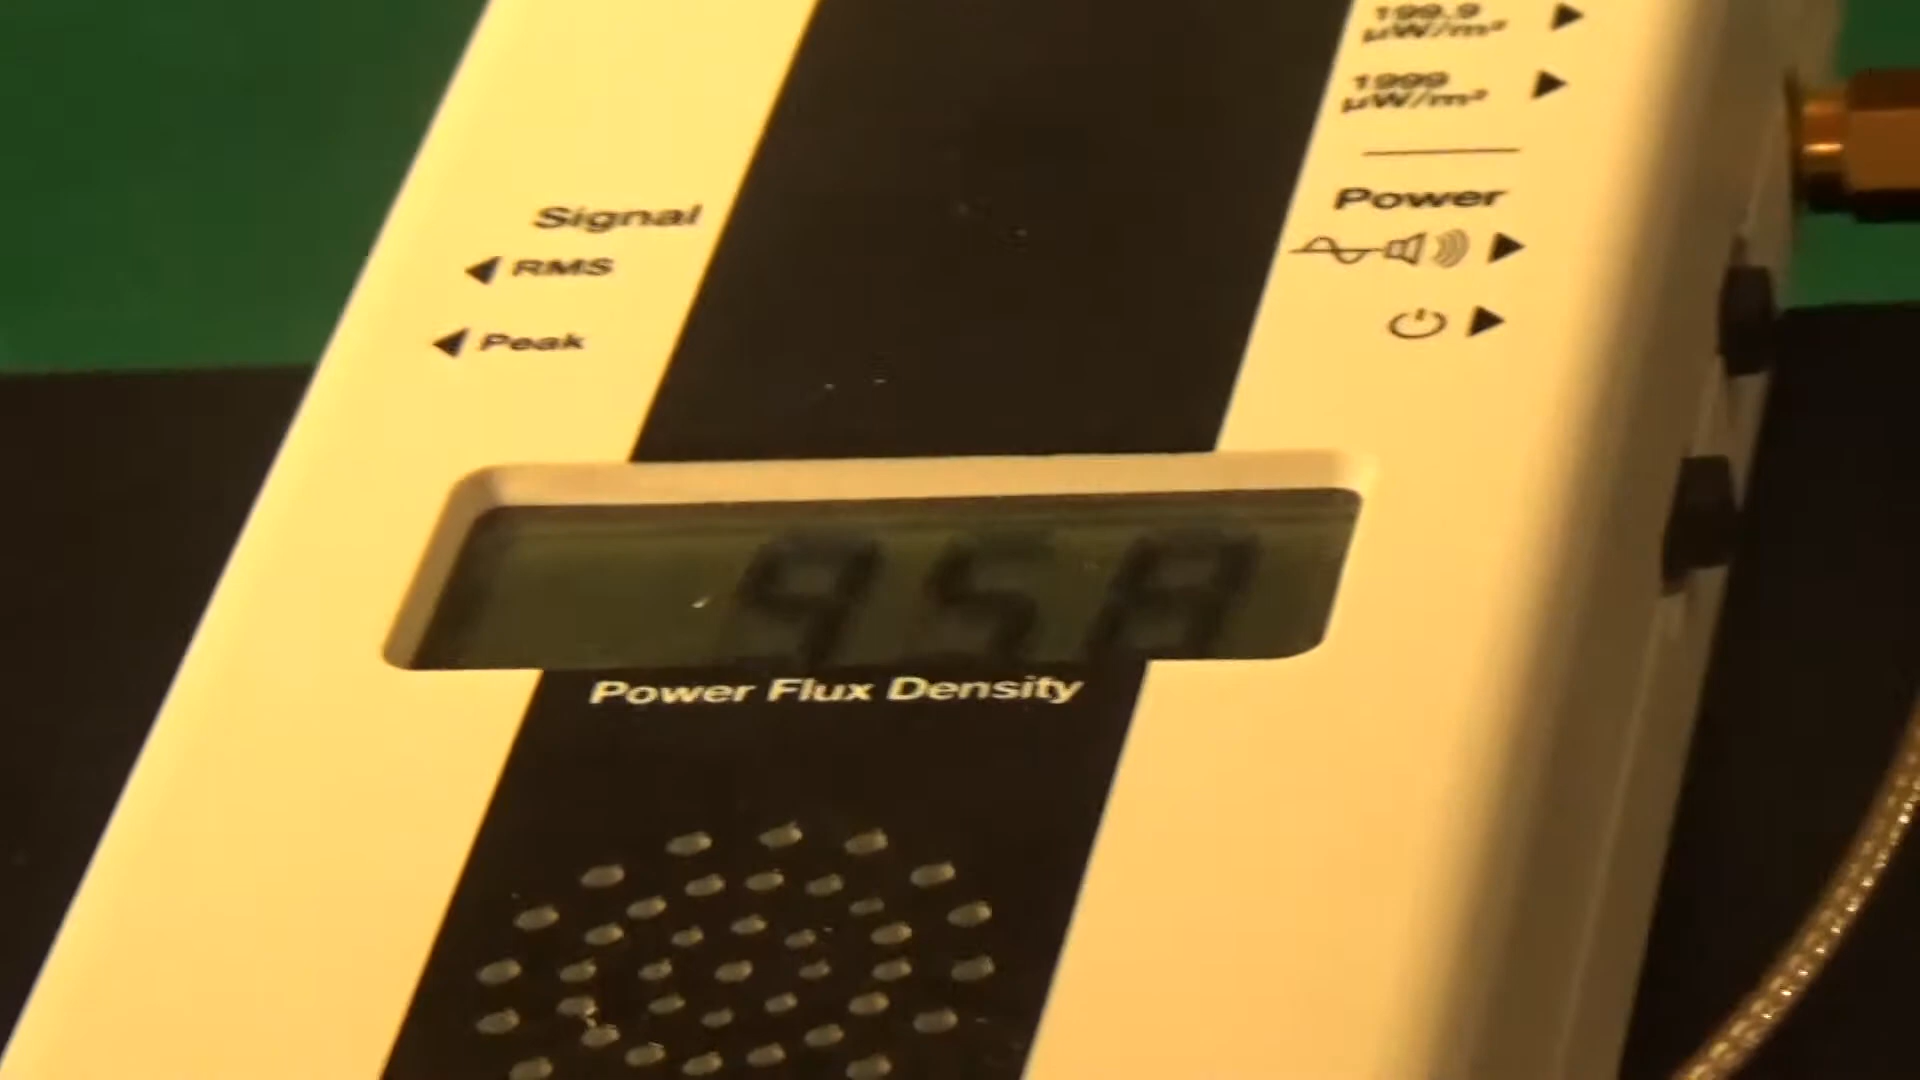 199.9
µW/m²
1999
µW/m²
Power
Signal
RMS
Peak
958
Power Flux Density